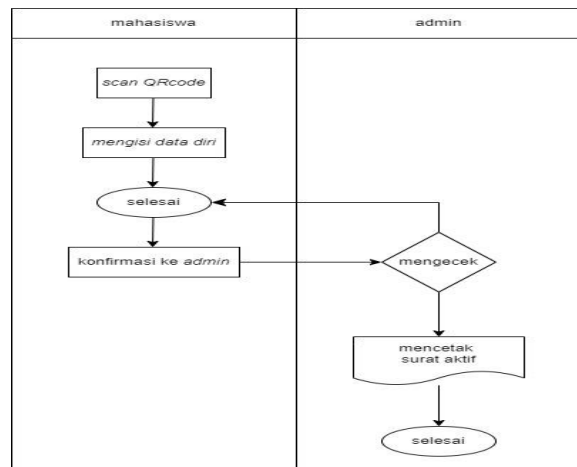 mahasiswa
admin
scan QRcode
mengisi data diri
selesai
konfirmasi ke admin
mengecek
mencetak
surat aktif
selesai